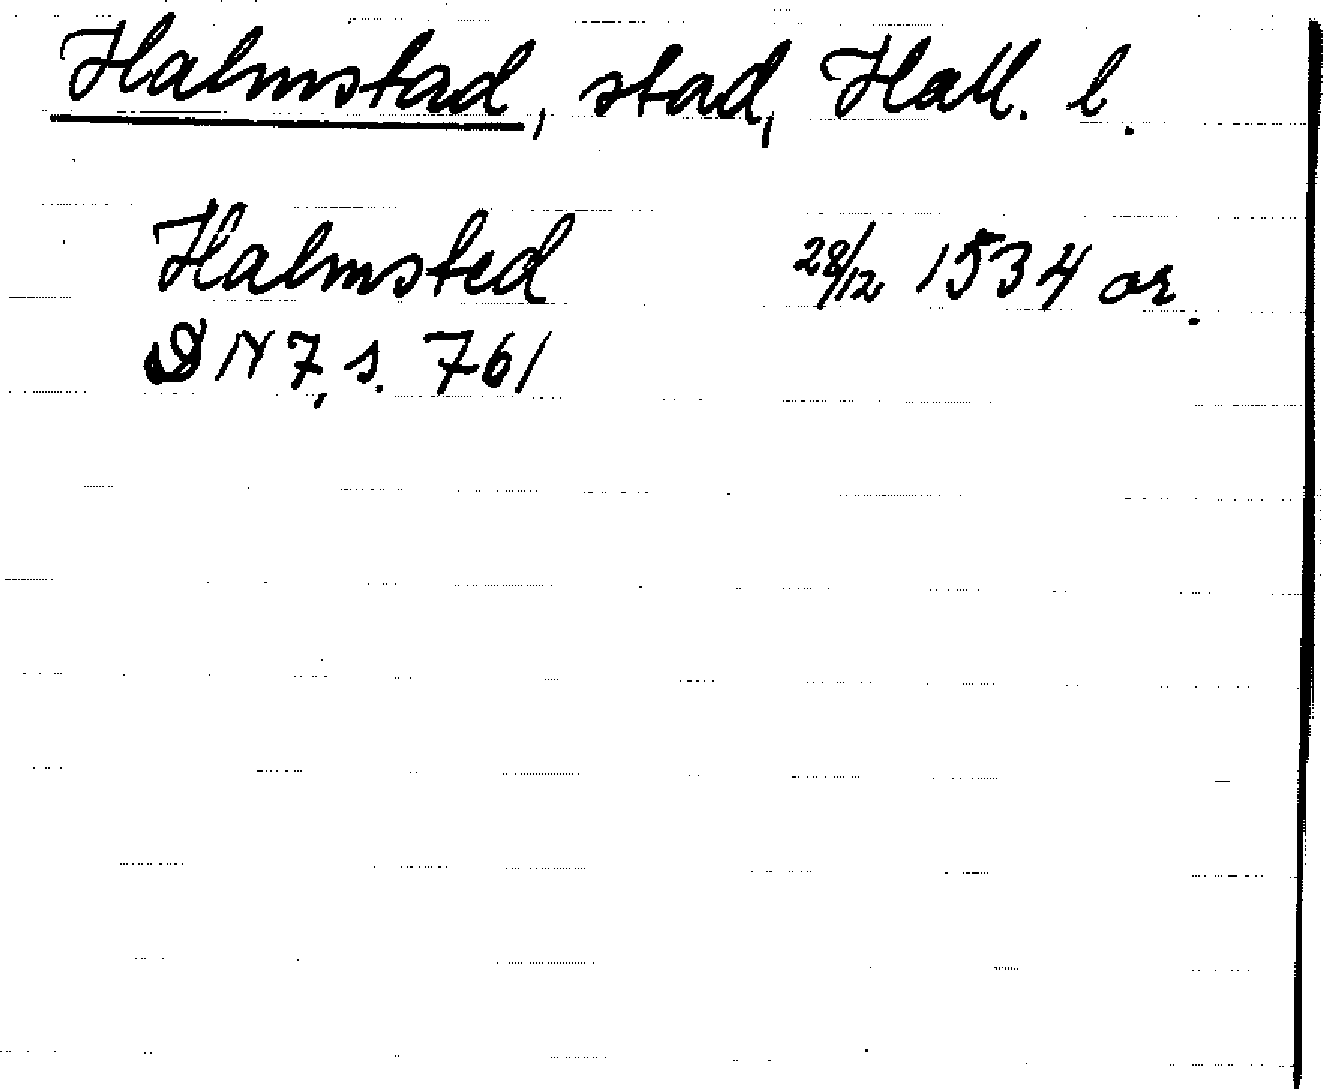 Halmstad, stad, Hall. l.
Halmsted 28/12 1534 or.
DN 7, s. 761